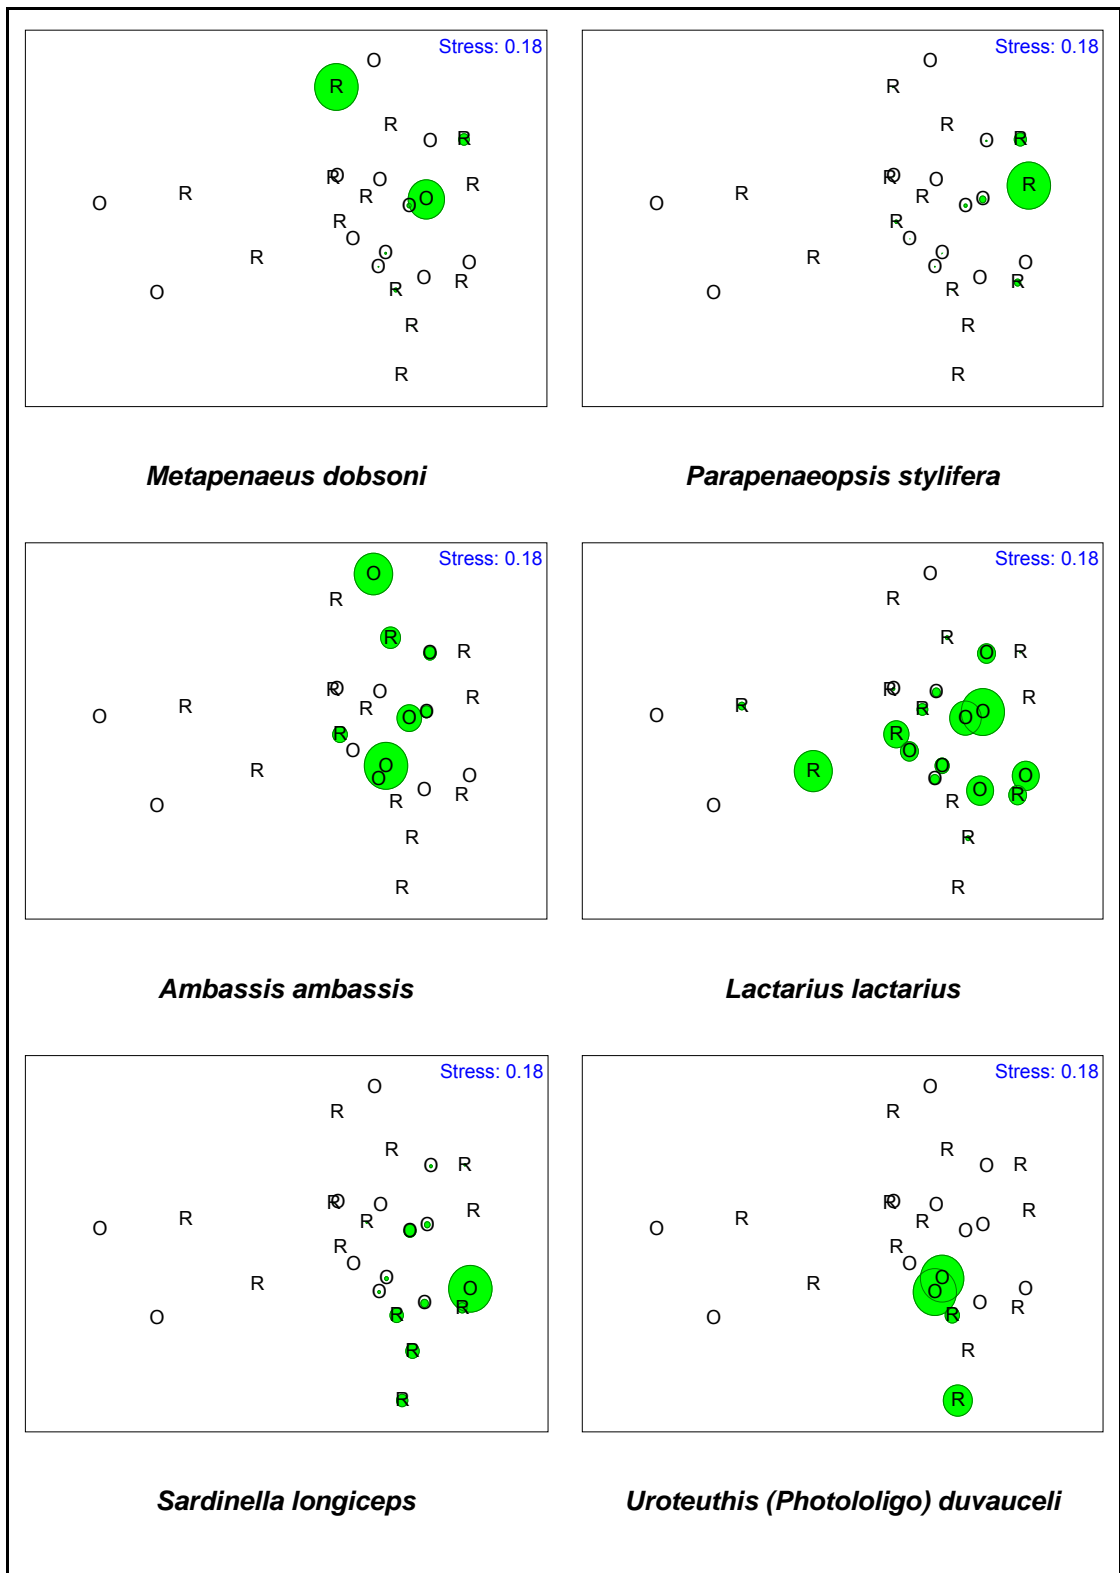 Stress: 0.18
O
R
R
O R
R O O R
O R R O O
R
O
R O O
O
O R O R
R
R
Metapenaeus dobsoni
Stress: 0.18
O
R
R
O R
R O O R
O R R O O
R
O
R O O
O
O R O R
R
R
Parapenaeopsis stylifera
Stress: 0.18
O
R
R
O R
R O O R
O R R O O
R
O
R O O
O
O R O R
R
R
Ambassis ambassis
Stress: 0.18
O
R
R
O R
R O O R
O R R O O
R
O
R O O
O
O R O R
R
R
Lactarius lactarius
Stress: 0.18
O
R
R
O R
R O O R
O R R O O
R
O
R O O
O
O R O R
R
R
Sardinella longiceps
Stress: 0.18
O
R
R
O R
R O O R
O R R O O
R
O
R O O
O
O R O R
R
R
Uroteuthis (Photololigo) duvauceli